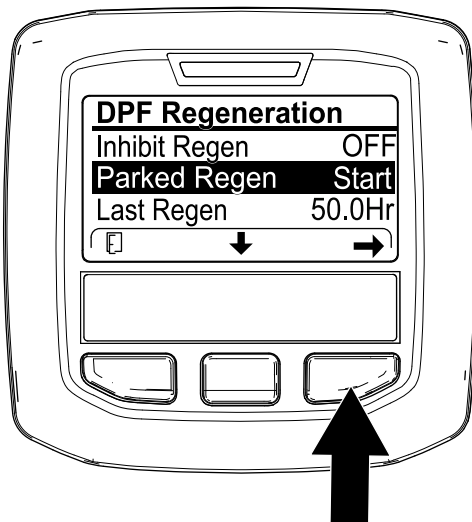 DPF Regeneration
Inhibit Regen OFF
Parked Regen Start
Last Regen 50.0Hr